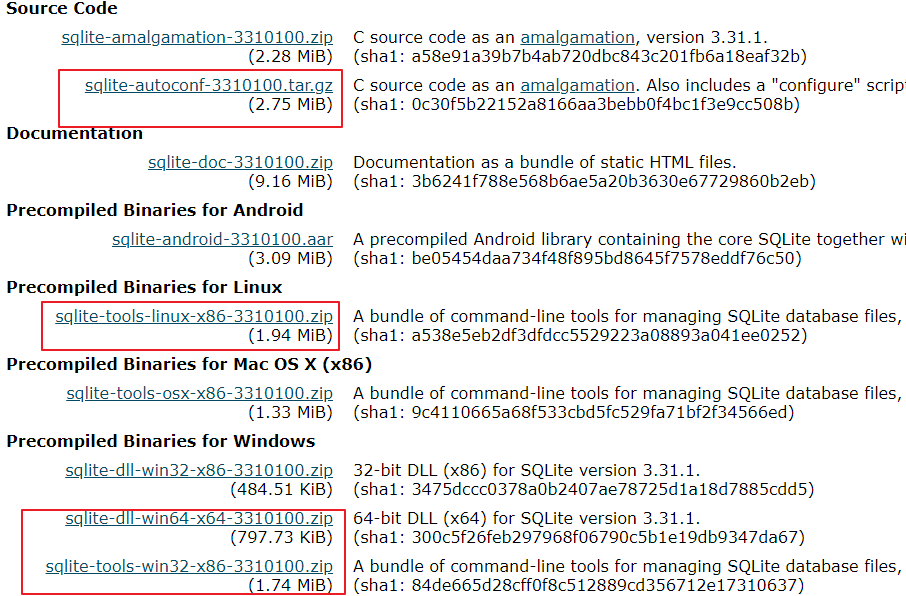 Source Code
sqlite-amalgamation-3310100.zip C source code as an amalgamation, version 3.31.1.
(2.28 MiB) (sha1: a58e91a39b7b4ab720dbc843c201fb6a18eaf32b)
sqlite-autoconf-3310100.tar.gz C source code as an amalgamation. Also includes a "configure" scrip
(2.75 MiB) (sha1: 0c30f5b22152a8166aa3bebb0f4bc1f3e9cc508b)
Documentation
sqlite-doc-3310100.zip Documentation as a bundle of static HTML files.
(9.16 MiB) (sha1: 3b6241f788e568b6ae5a20b3630e67729860b2eb)
Precompiled Binaries for Android
sqlite-android-3310100.aar A precompiled Android library containing the core SQLite together wi
(3.09 MiB) (sha1: be05454daa734f48f895bd8645f7578eddf76c50)
Precompiled Binaries for Linux
sqlite-tools-linux-x86-3310100.zip A bundle of command-line tools for managing SQLite database files,
(1.94 MiB) (sha1: a538e5eb2df3dfdcc5529223a08893a041ee0252)
Precompiled Binaries for Mac OS X (x86)
sqlite-tools-osx-x86-3310100.zip A bundle of command-line tools for managing SQLite database files,
(1.33 MiB) (sha1: 9c4110665a68f533cbd5fc529fa71bf2f34566ed)
Precompiled Binaries for Windows
sqlite-dll-win32-x86-3310100.zip 32-bit DLL (x86) for SQLite version 3.31.1.
(484.51 KiB) (sha1: 3475dccc0378a0b2407ae78725d1a18d7885cdd5)
sqlite-dll-win64-x64-3310100.zip 64-bit DLL (x64) for SQLite version 3.31.1.
(797.73 KiB) (sha1: 300c5f26feb297968f06790c5b1e19db9347da67)
sqlite-tools-win32-x86-3310100.zip A bundle of command-line tools for managing SQLite database files,
(1.74 MiB) (sha1: 84de665d28cff0f8c512889cd356712e17310637)